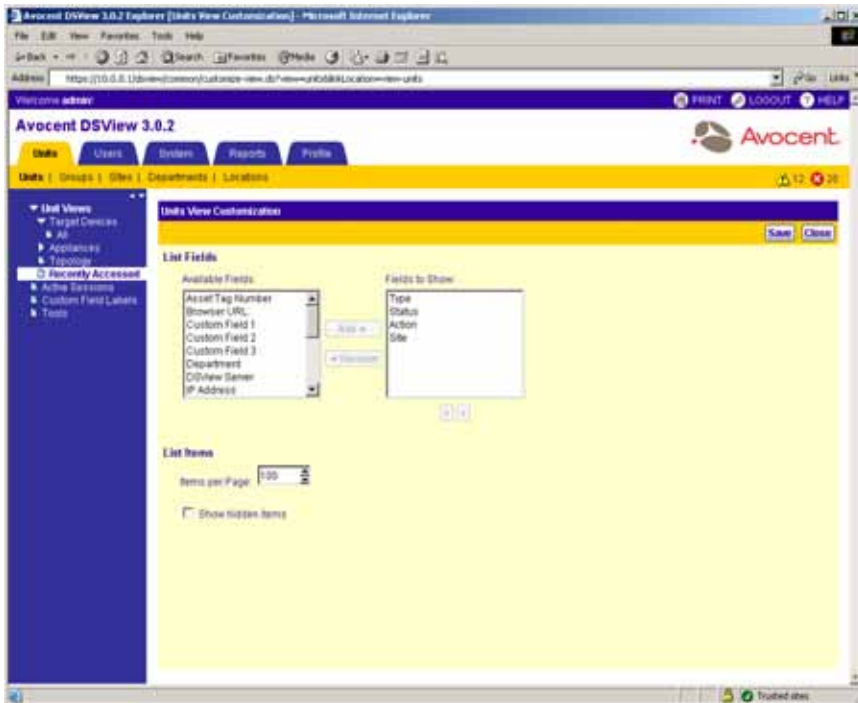 Avocent DSView 3.0.2 Explorer [Units View Customization] - Microsoft Internet Explorer
File Edit View Favorites Tools Help
Back Search Favorites Media
Address Links
Welcome admin!
PRINT LOGOUT HELP
Avocent DSView 3.0.2
Avocent
Units Users System Reports Profile
Units | Groups | Sites | Departments | Locations
12 20
Unit Views
Target Devices
All
Appliances
Topology
Recently Accessed
Active Sessions
Custom Field Labels
Tools
Units View Customization
Save Close
List Fields
Available Fields: Fields to Show:
Asset Tag Number
Browser URL
Custom Field 1
Custom Field 2
Custom Field 3
Department
DSView Server
IP Address
Add
Remove
Type
Status
Action
Site
List Items
Items per Page: 100
Show hidden items
Trusted sites